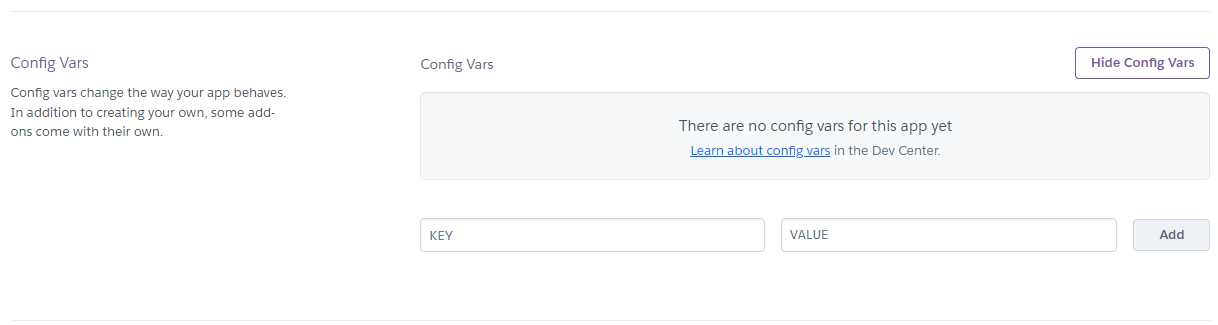 Config Vars
Config vars change the way your app behaves.
In addition to creating your own, some add-
ons come with their own.
Config Vars
Hide Config Vars
There are no config vars for this app yet
Learn about config vars in the Dev Center.
KEY
VALUE
Add